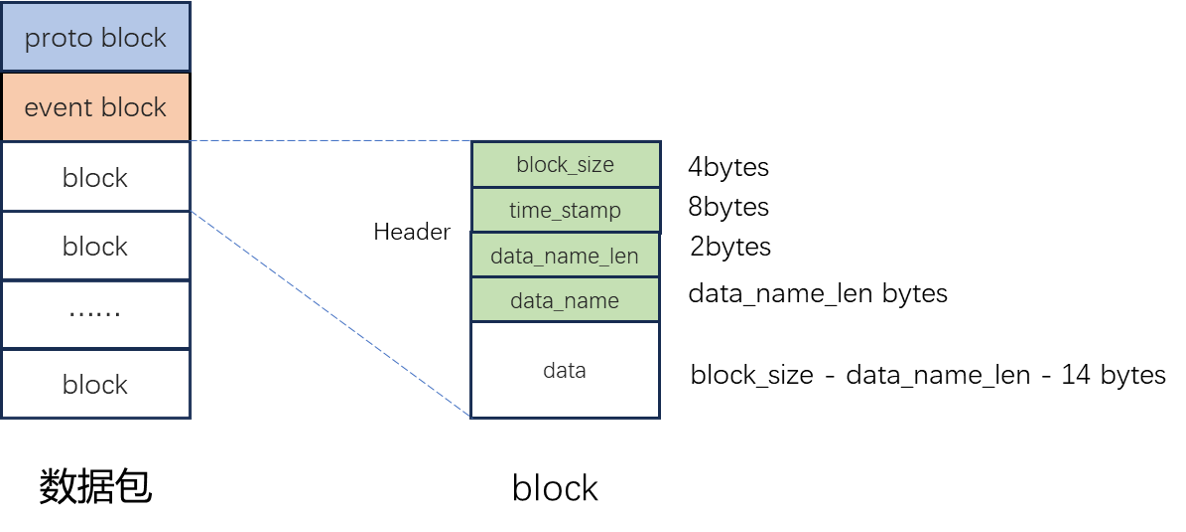 proto block
event block
block
block
……
block
数据包
Header
block_size
4bytes
time_stamp
8bytes
data_name_len
2bytes
data_name
data_name_len bytes
data
block_size - data_name_len - 14 bytes
block